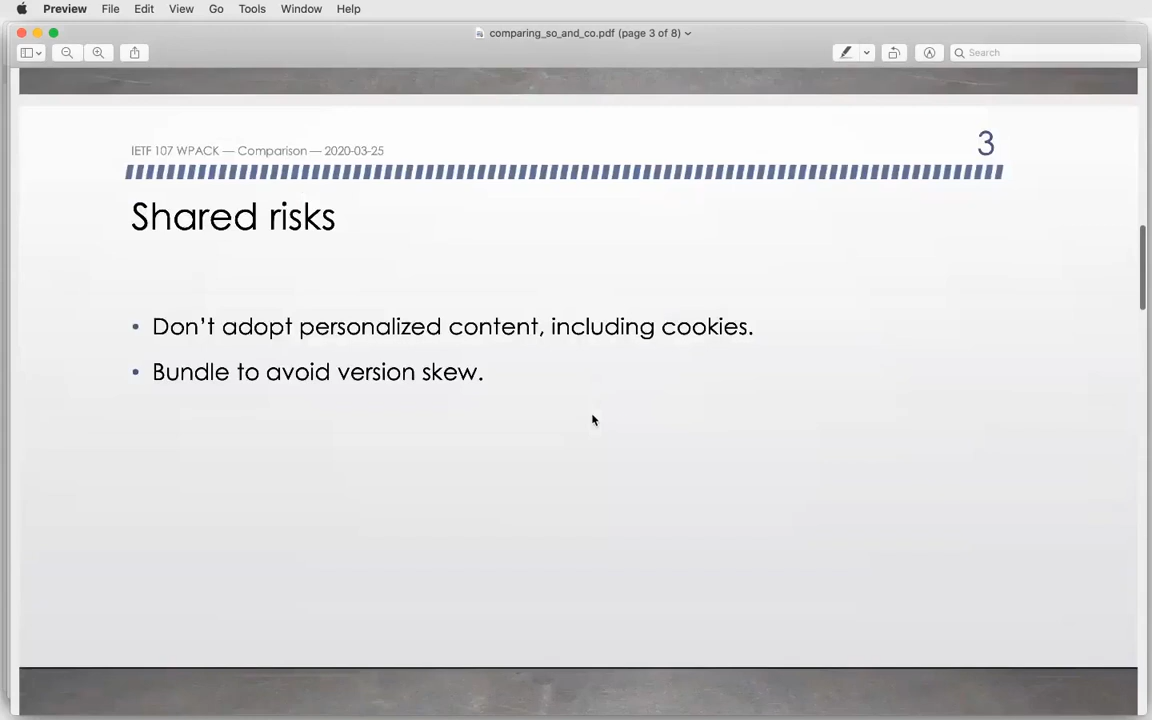 Preview File Edit View Go Tools Window Help
comparing_so_and_co.pdf (page 3 of 8)
Search
IETF 107 WPACK — Comparison — 2020-03-25
3
Shared risks
• Don’t adopt personalized content, including cookies.
• Bundle to avoid version skew.